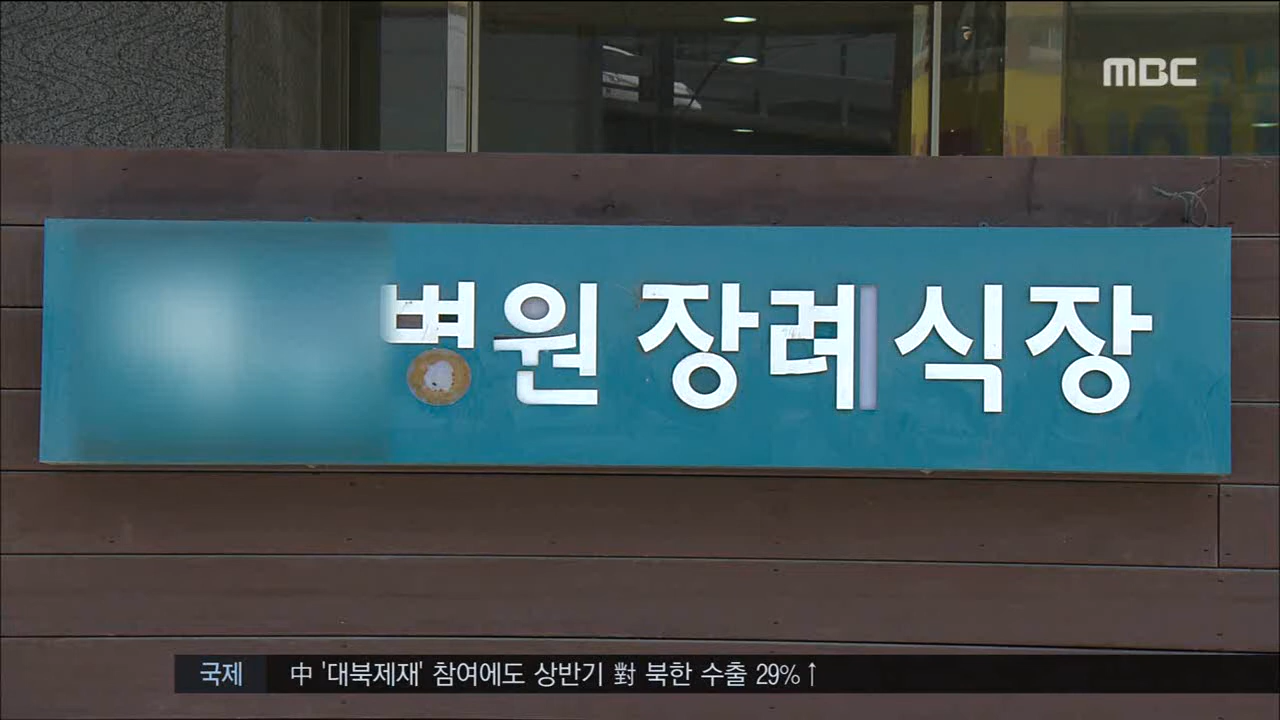 MBC
병원 장례식장
국제 中 '대북제재' 참여에도 상반기 對 북한 수출 29%↑